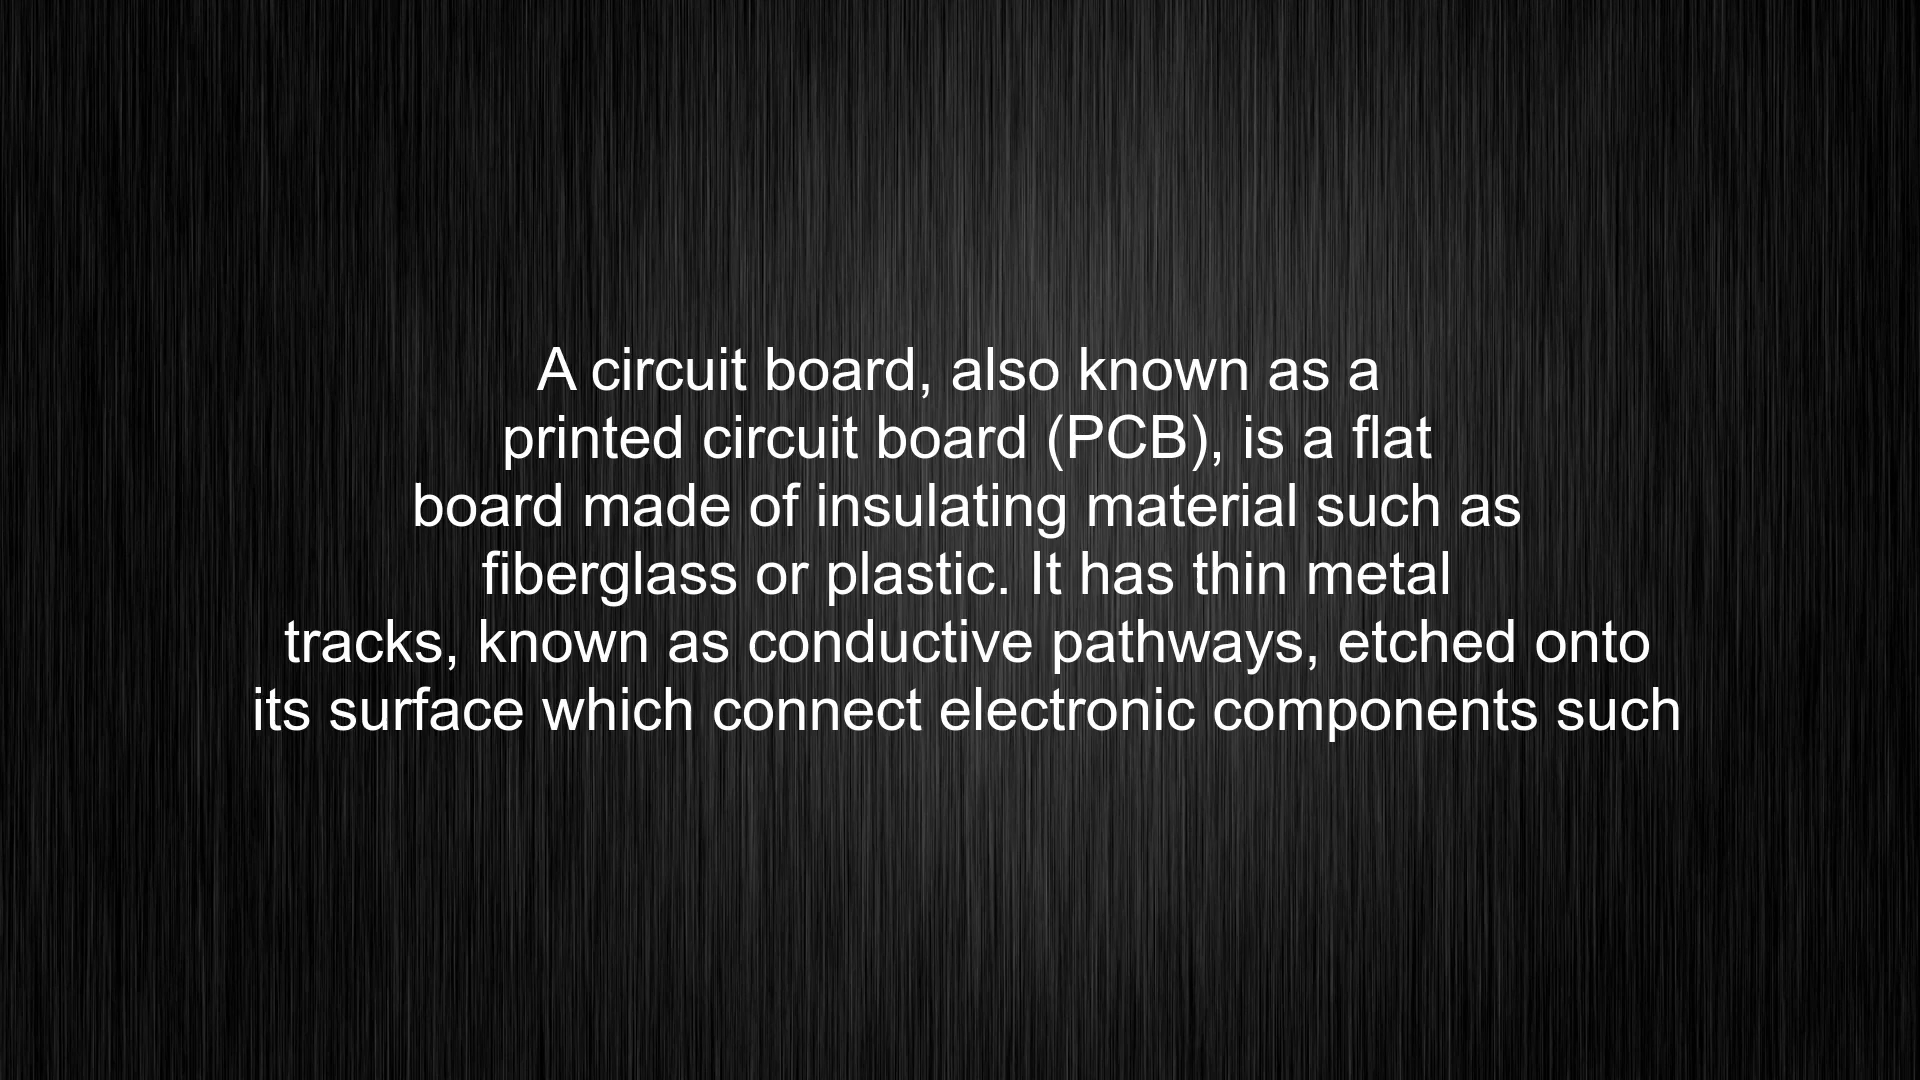 A circuit board, also known as a
printed circuit board (PCB), is a flat
board made of insulating material such as
fiberglass or plastic. It has thin metal
tracks, known as conductive pathways, etched onto
its surface which connect electronic components such